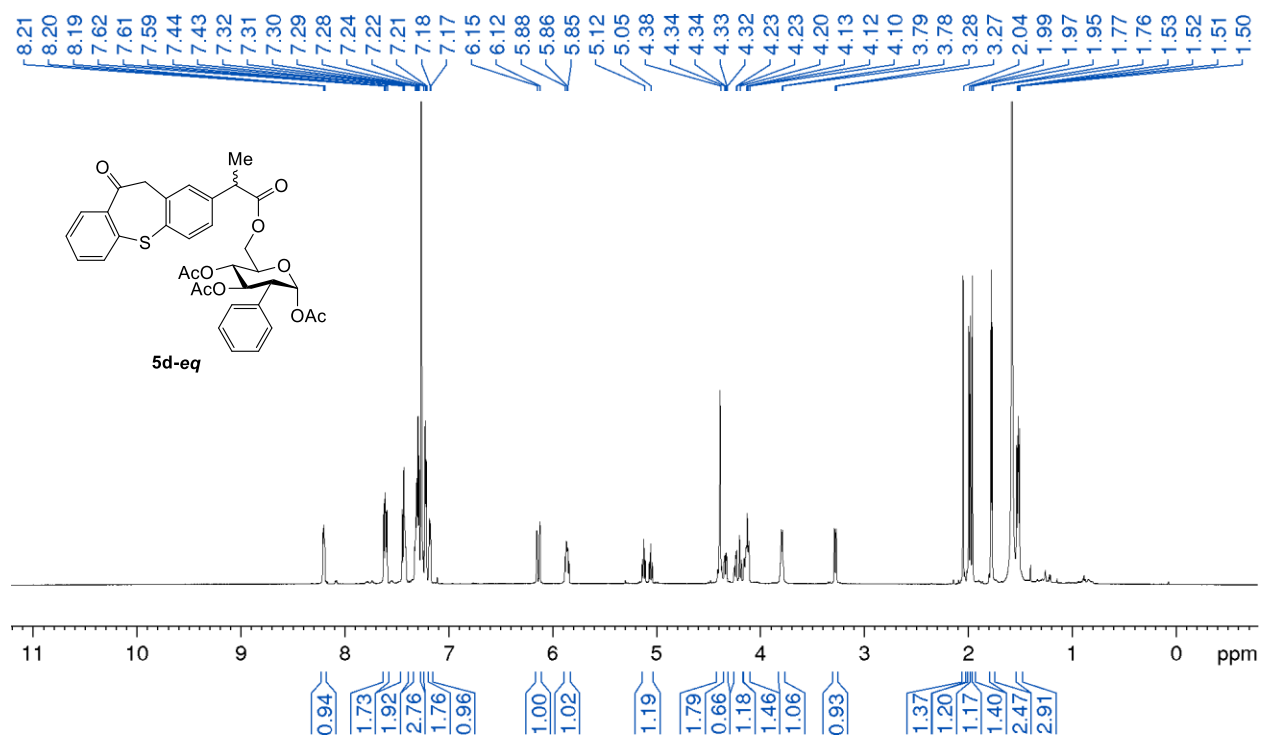 8.21 8.20 8.19 7.62 7.61 7.59 7.44 7.43 7.32 7.31 7.30 7.29 7.28 7.24 7.22 7.21 7.18 7.17 6.15 6.12 5.88 5.86 5.85 5.12 5.05 4.38 4.34 4.34 4.33 4.32 4.23 4.23 4.20 4.13 4.12 4.10 3.79 3.78 3.28 3.27 2.04 1.99 1.97 1.95 1.77 1.76 1.53 1.52 1.51 1.50
Me
O
O
O
S
O
AcO
AcO
OAc
5d-eq
11 10 9 8 7 6 5 4 3 2 1 0 ppm
0.94 1.73 1.92 2.76 1.76 0.96 1.00 1.02 1.19 1.79 0.66 1.18 1.46 1.06 0.93 1.37 1.20 1.17 1.40 2.47 2.91